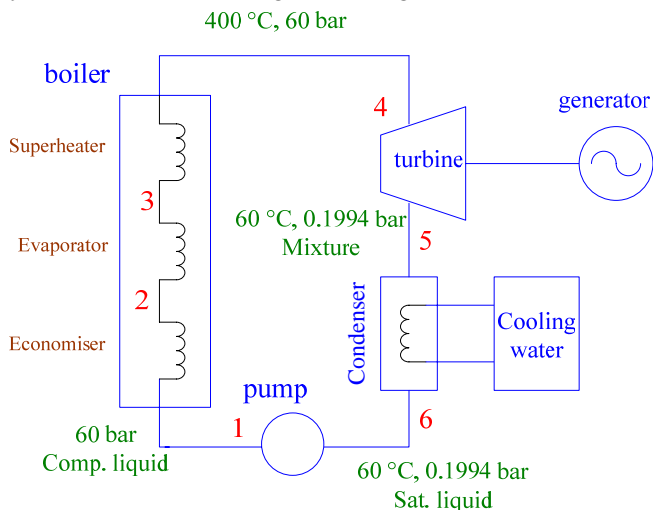 400 °C, 60 bar
boiler
4
generator
Superheater
turbine
3
60 °C, 0.1994 bar
Mixture
5
Evaporator
2
Condenser
Cooling
water
Economiser
pump
1
6
60 bar
Comp. liquid
60 °C, 0.1994 bar
Sat. liquid